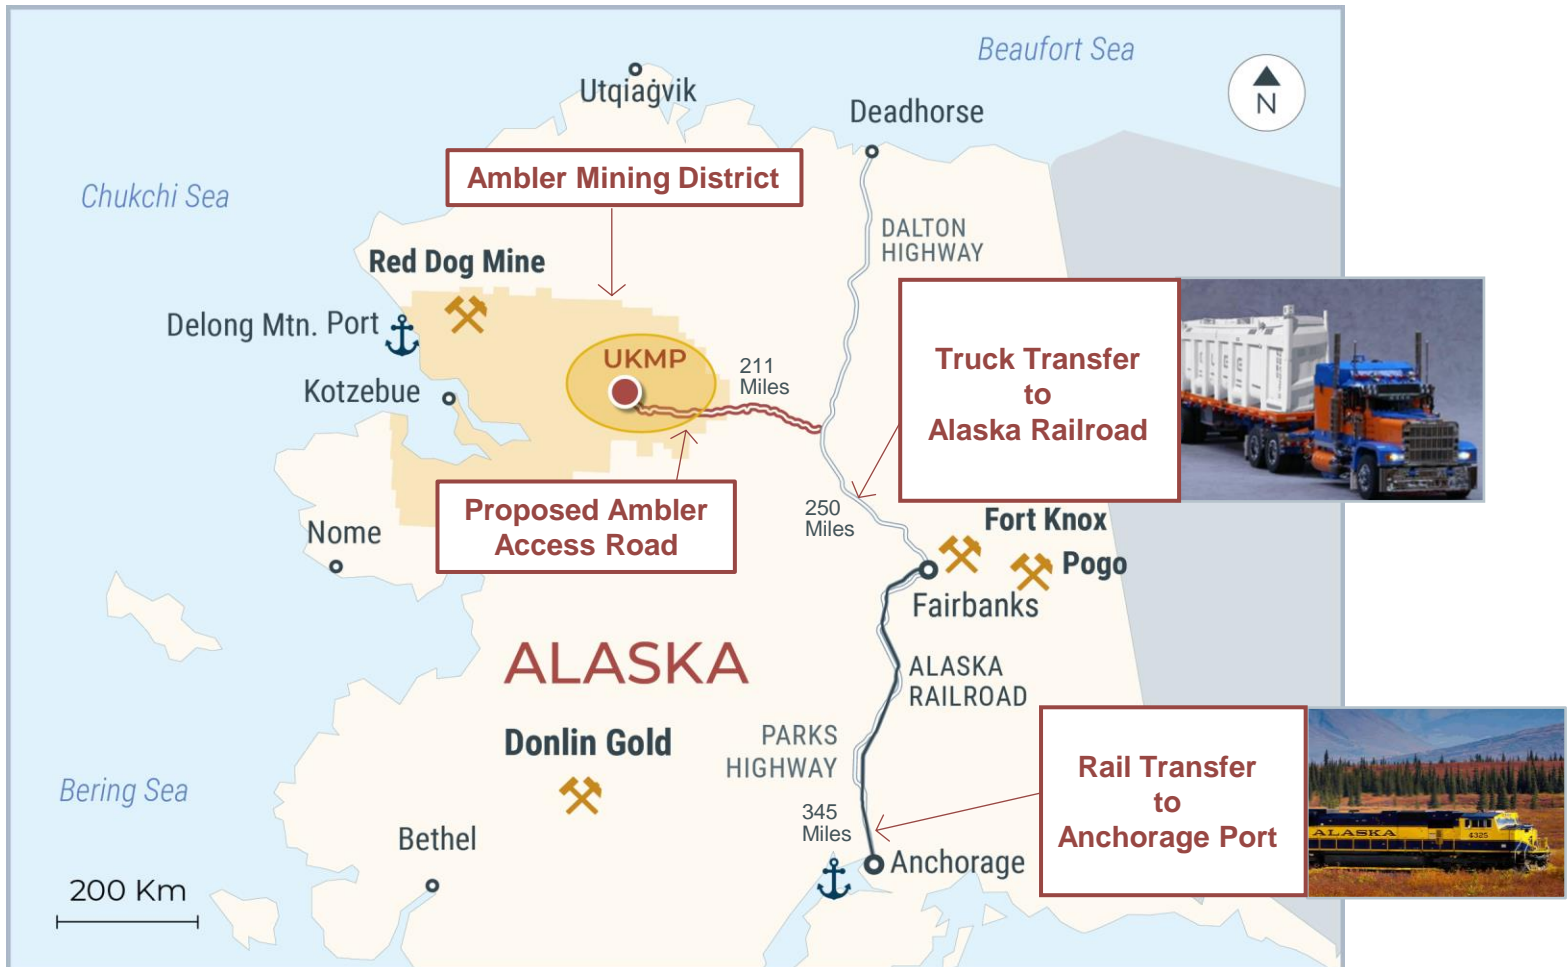 Beaufort Sea
N
Utqiaġvik
Deadhorse
Ambler Mining District
Chukchi Sea
DALTON
HIGHWAY
Red Dog Mine
Delong Mtn. Port
UKMP
211
Miles
Kotzebue
Truck Transfer
to
Alaska Railroad
Proposed Ambler
Access Road
250
Miles
Fort Knox
Nome
Pogo
Fairbanks
ALASKA
ALASKA
RAILROAD
Donlin Gold
PARKS
HIGHWAY
Rail Transfer
to
Anchorage Port
Bering Sea
345
Miles
ALASKA
4325
Bethel
Anchorage
200 Km